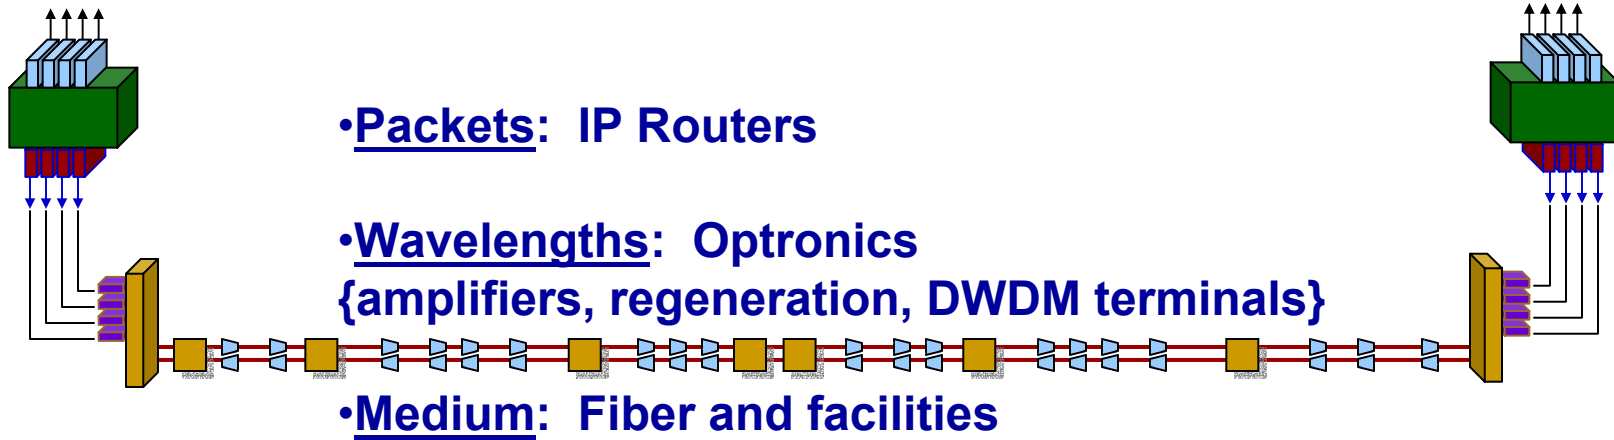 •Packets: IP Routers
•Wavelengths: Optronics
{amplifiers, regeneration, DWDM terminals}
•Medium: Fiber and facilities